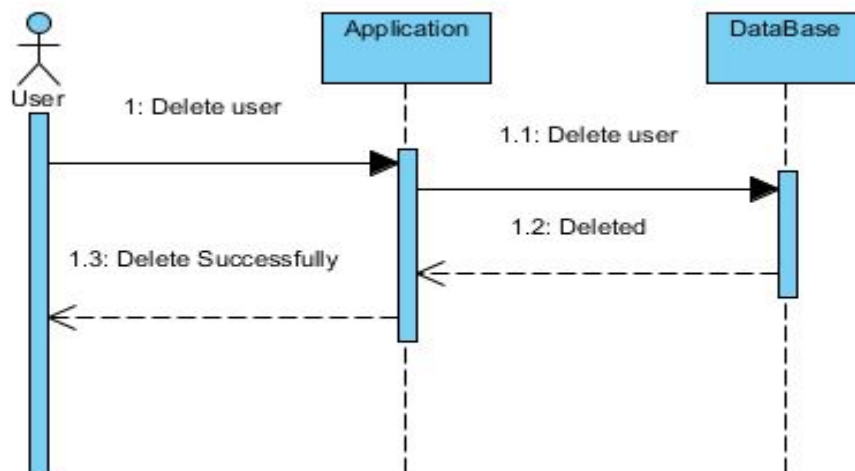 Application
DataBase
User
1: Delete user
1.1: Delete user
1.2: Deleted
1.3: Delete Successfully